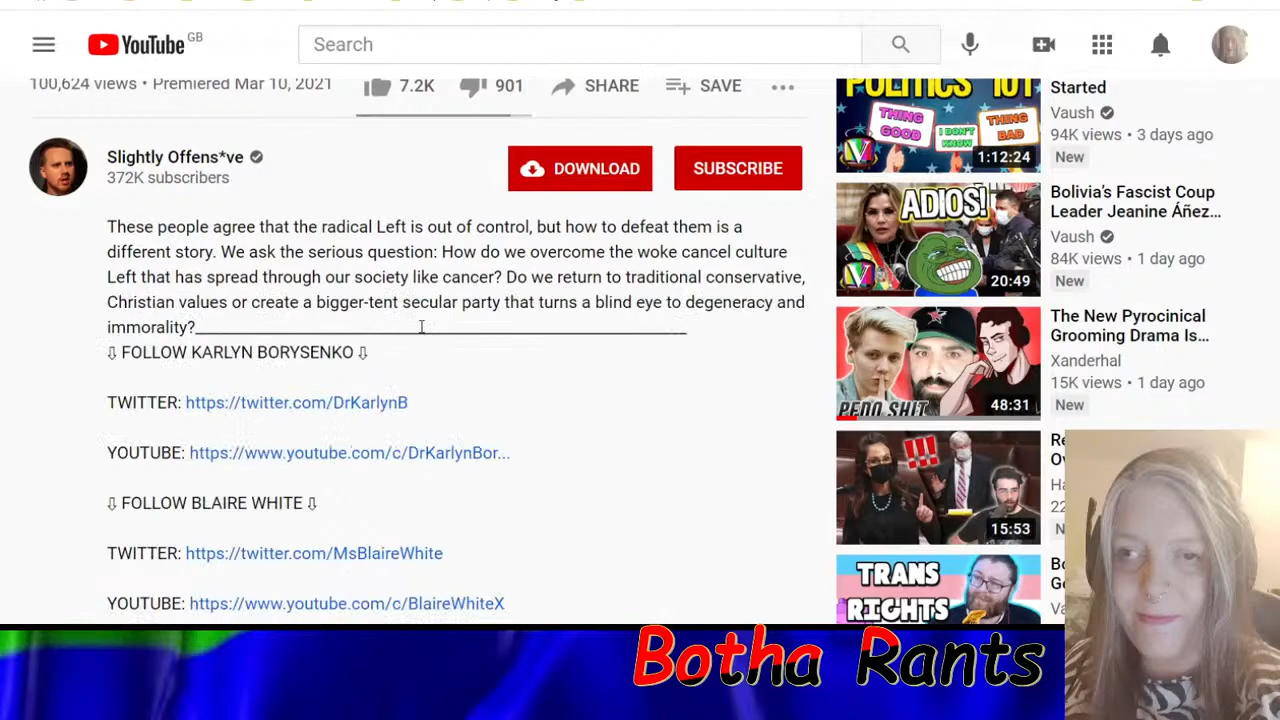 YouTube GB
Search
100,624 views • Premiered Mar 10, 2021
7.2K
901
SHARE
SAVE
Slightly Offens*ve
372K subscribers
DOWNLOAD
SUBSCRIBE
These people agree that the radical Left is out of control, but how to defeat them is a
different story. We ask the serious question: How do we overcome the woke cancel culture
Left that has spread through our society like cancer? Do we return to traditional conservative,
Christian values or create a bigger-tent secular party that turns a blind eye to degeneracy and
immorality?
⇩ FOLLOW KARLYN BORYSENKO ⇩
TWITTER: https://twitter.com/DrKarlynB
YOUTUBE: https://www.youtube.com/c/DrKarlynBor...
⇩ FOLLOW BLAIRE WHITE ⇩
TWITTER: https://twitter.com/MsBlaireWhite
YOUTUBE: https://www.youtube.com/c/BlaireWhiteX
POLITICS 101
THING GOOD
I DON'T KNOW
THING BAD
1:12:24
Started
Vaush
94K views • 3 days ago
New
ADIOS!
20:49
Bolivia's Fascist Coup
Leader Jeanine Áñez...
Vaush
84K views • 1 day ago
New
PEDO SHIT
48:31
The New Pyrocinical
Grooming Drama Is...
Xanderhal
15K views • 1 day ago
New
!!!
15:53
TRANS
RIGHTS
Botha Rants